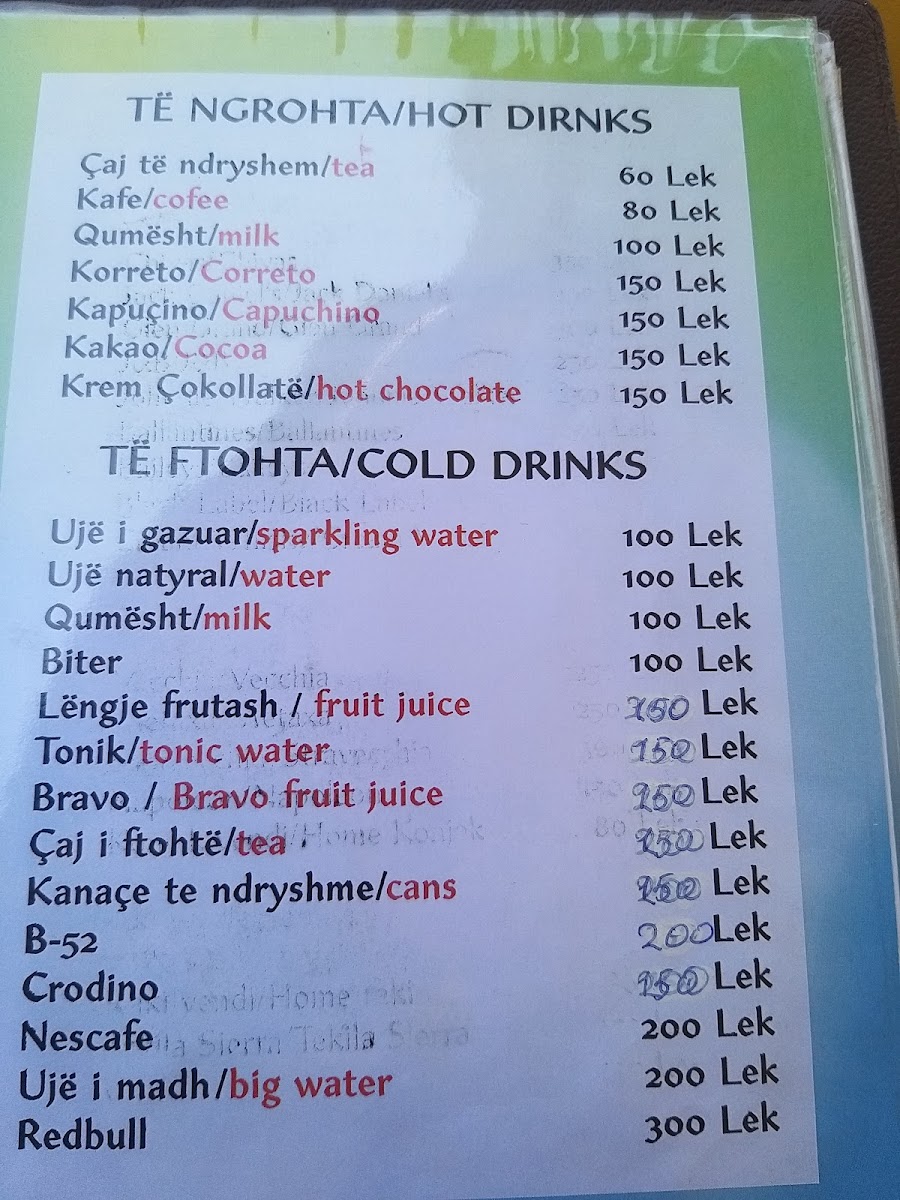 TË NGROHTA/HOT DIRNKS
Çaj të ndryshem/tea 60 Lek
Kafe/cofee 80 Lek
Qumësht/milk 100 Lek
Korreto/Correto 150 Lek
Kapuçino/Capuchino 150 Lek
Kakao/Cocoa 150 Lek
Krem Çokollatë/hot chocolate 150 Lek
TË FTOHTA/COLD DRINKS
Ujë i gazuar/sparkling water 100 Lek
Ujë natyral/water 100 Lek
Qumësht/milk 100 Lek
Biter 100 Lek
Lëngje frutash / fruit juice Lek
Tonik/tonic water Lek
Bravo / Bravo fruit juice Lek
Çaj i ftohtë/tea Lek
Kanaçe te ndryshme/cans Lek
B-52 200 Lek
Crodino Lek
Nescafe 200 Lek
Ujë i madh/big water 200 Lek
Redbull 300 Lek